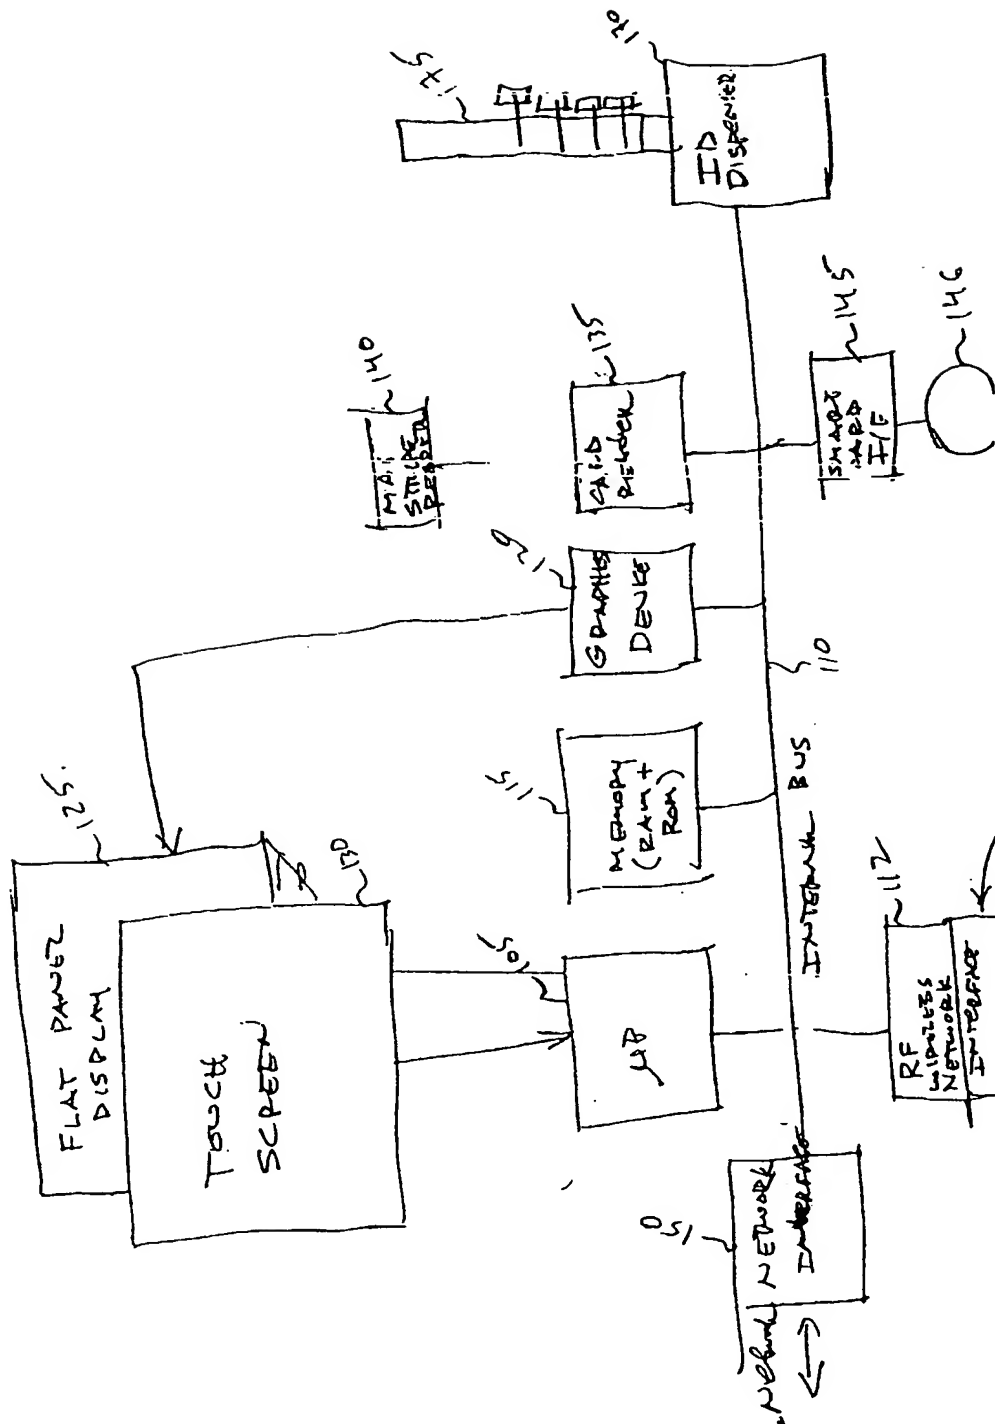 FLAT PANEL
DISPLAY
125
TOUCH
SCREEN
130
MAG
STRIPE
READER
140
175
ID
DISPENSER
120
CARD
READER
135
GRAPHICS
DEVICE
MEMORY
(RAM +
ROM)
115
μP
105
SMART
CARD
I/F
145
146
110
INTERNAL BUS
RF
WIRELESS
NETWORK
INTERFACE
112
NETWORK
INTERFACE
150
Network